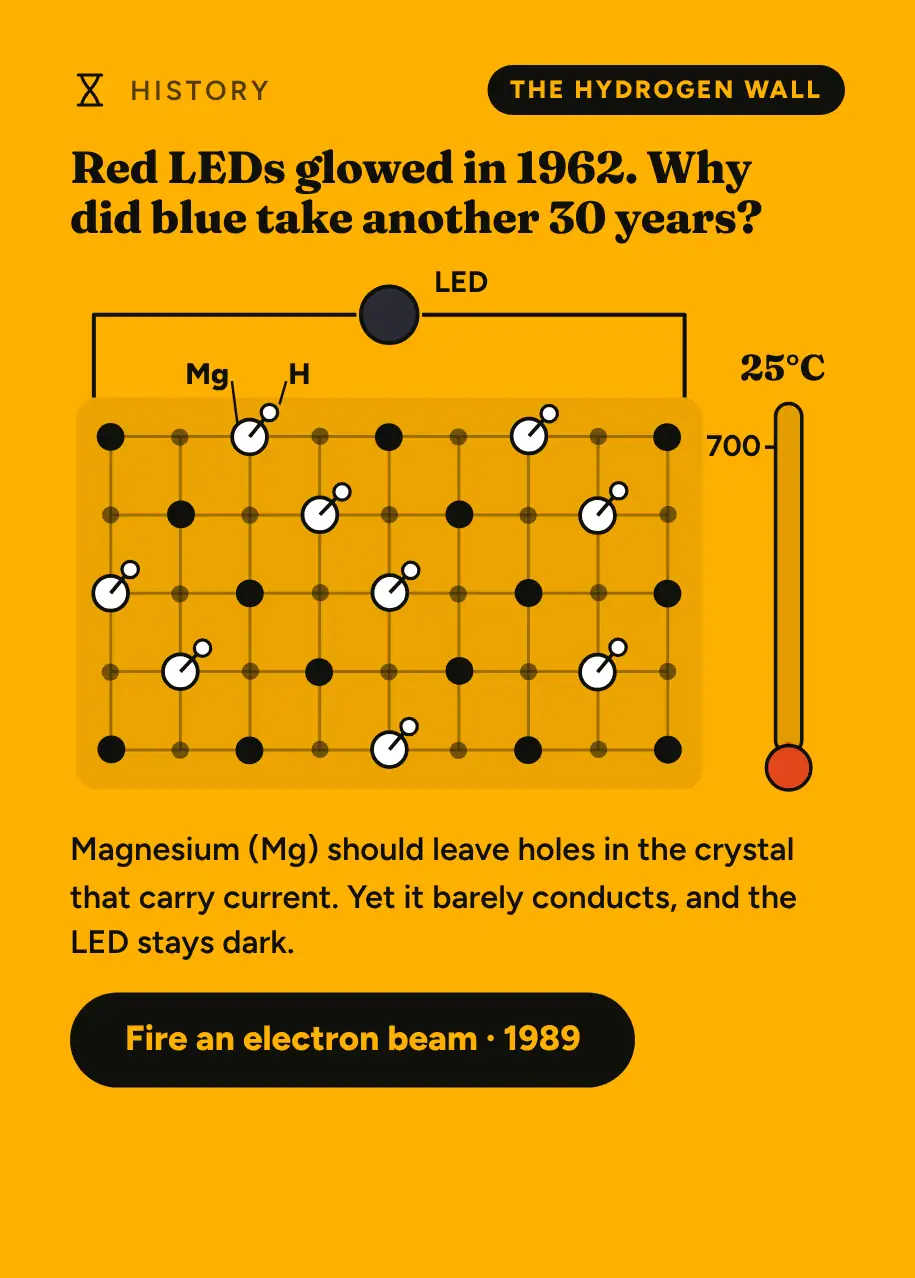 HISTORY
THE HYDROGEN WALL
Red LEDs glowed in 1962. Why
did blue take another 30 years?
LED
Mg
H
25°C
700
Magnesium (Mg) should leave holes in the crystal
that carry current. Yet it barely conducts, and the
LED stays dark.
Fire an electron beam · 1989